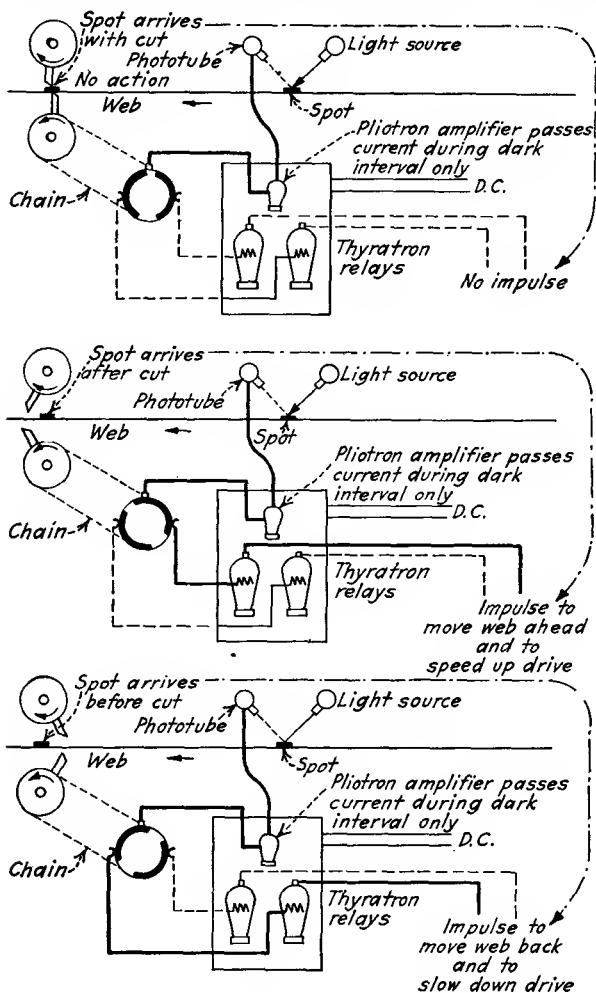 Spot arrives
with cut
Phototube
Light source
No action
Web
Spot
Pliotron amplifier passes
current during dark
interval only
D.C.
Chain
Thyratron
relays
No impulse
Spot arrives
after cut
Phototube
Light source
Web
Spot
Pliotron amplifier passes
current during dark
interval only
D.C.
Chain
Thyratron
relays
Impulse to
move web ahead
and to
speed up drive
Spot arrives
before cut
Phototube
Light source
Web
Spot
Pliotron amplifier passes
current during dark
interval only
D.C.
Chain
Thyratron
relays
Impulse to
move web back
and to
slow down drive